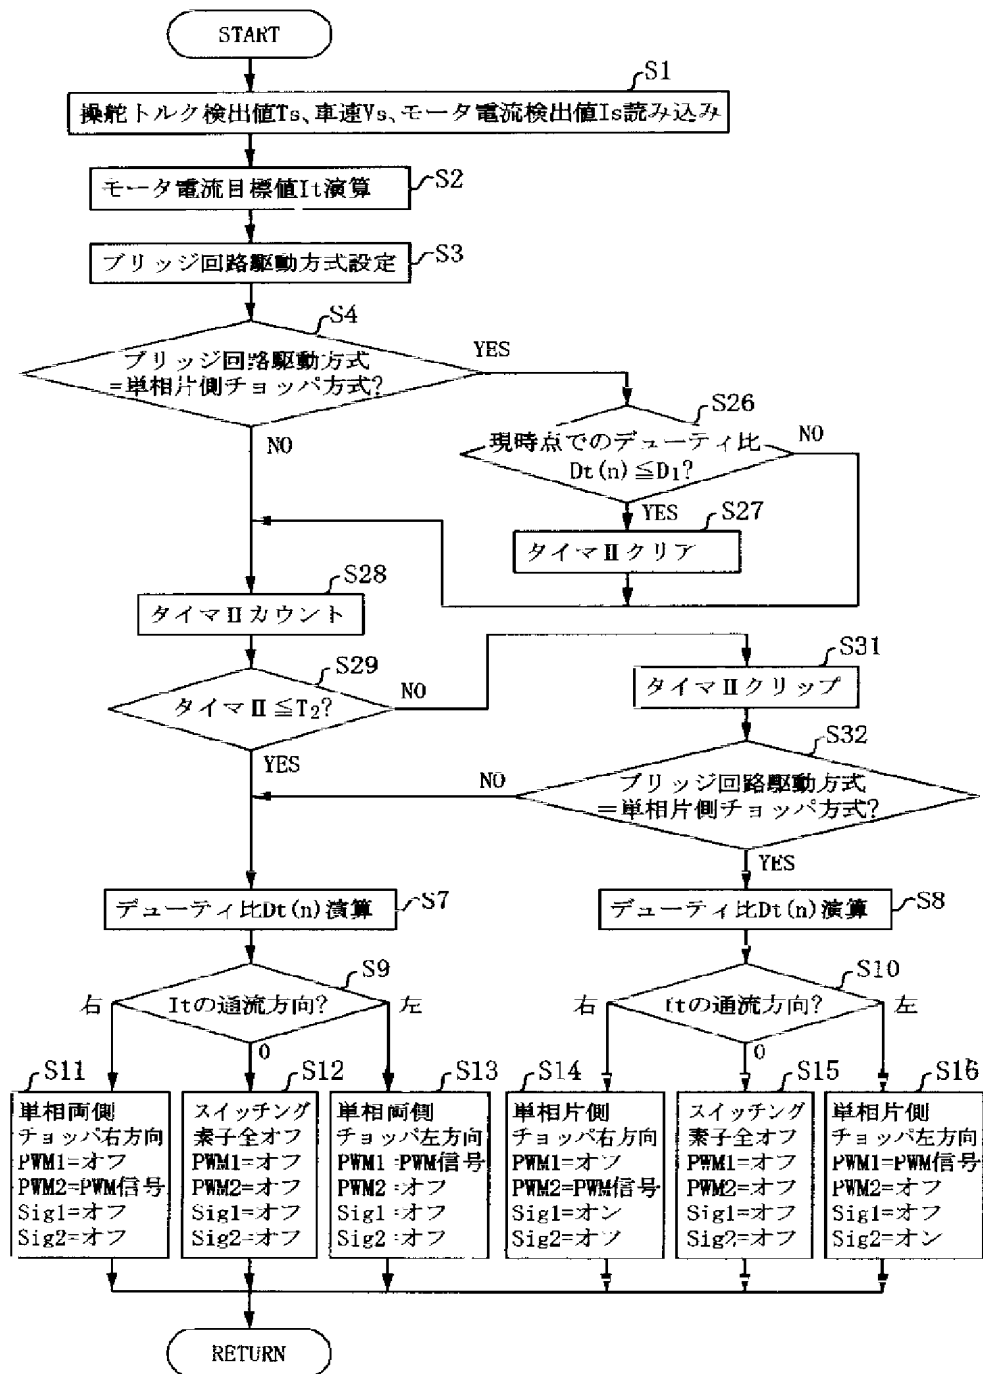 START
S1
操舵トルク検出値Ts、車速Vs、モータ電流検出値Is読み込み
S2
モータ電流目標値It演算
S3
ブリッジ回路駆動方式設定
S4
ブリッジ回路駆動方式
=単相片側チョッパ方式?
YES
NO
S26
現時点でのデューティ比
Dt(n)≦D1?
NO
YES
S27
タイマⅡクリア
S28
タイマⅡカウント
S29
タイマⅡ≦T2?
NO
YES
S31
タイマⅡクリップ
S32
ブリッジ回路駆動方式
=単相片側チョッパ方式?
NO
YES
デューティ比Dt(n)演算
S7
デューティ比Dt(n)演算
S8
S9
Itの通流方向?
右
左
0
S10
Itの通流方向?
右
左
0
S11
単相両側
チョッパ右方向
PWM1=オフ
PWM2=PWM信号
Sig1=オフ
Sig2=オフ
S12
スイッチング
素子全オフ
PWM1=オフ
PWM2=オフ
Sig1=オフ
Sig2=オフ
S13
単相両側
チョッパ左方向
PWM1=PWM信号
PWM2=オフ
Sig1=オフ
Sig2=オフ
S14
単相片側
チョッパ右方向
PWM1=オフ
PWM2=PWM信号
Sig1=オン
Sig2=オフ
S15
スイッチング
素子全オフ
PWM1=オフ
PWM2=オフ
Sig1=オフ
Sig2=オフ
S16
単相片側
チョッパ左方向
PWM1=PWM信号
PWM2=オフ
Sig1=オフ
Sig2=オン
RETURN